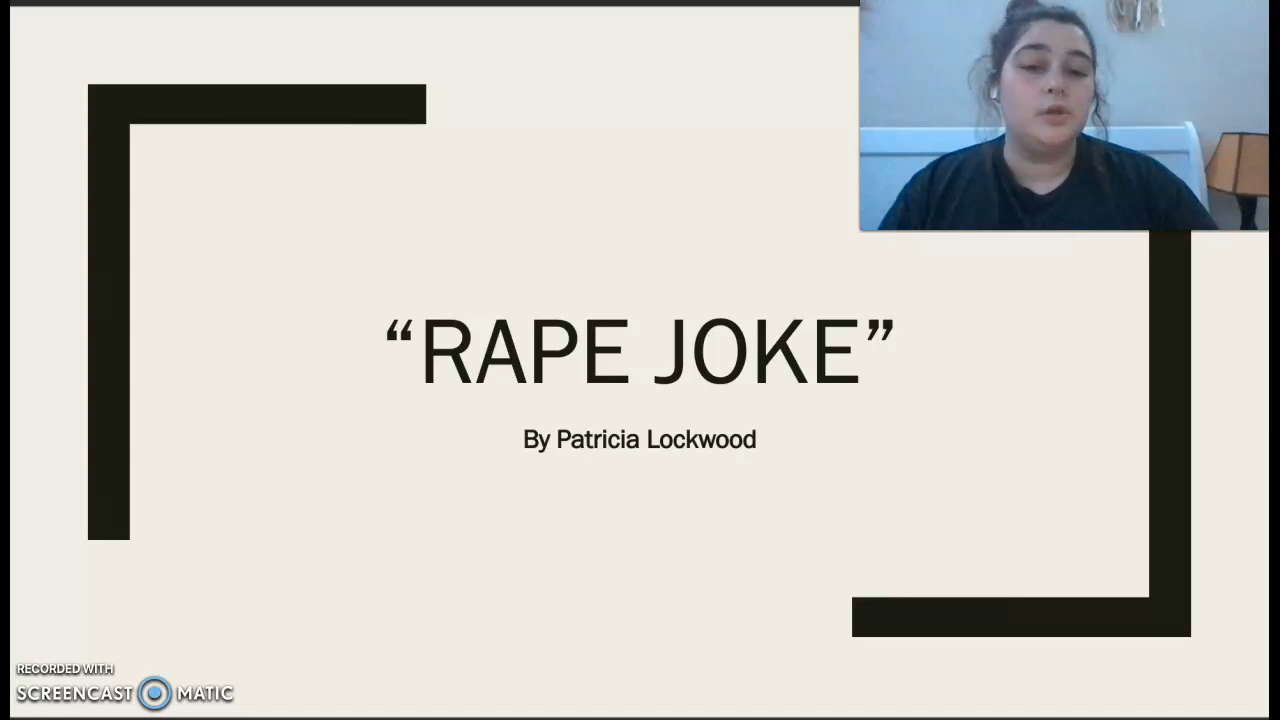 “RAPE JOKE”
By Patricia Lockwood
RECORDED WITH
SCREENCAST MATIC